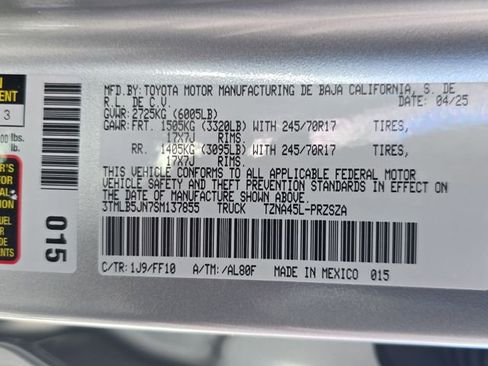 MFD.BY:TOYOTA MOTOR MANUFACTURING DE BAJA CALIFORNIA, S. DE
R.L. DE C.V. DATE: 04/25
GVWR:2725KG (6005LB)
GAWR:FRT. 1505KG (3320LB) WITH 245/70R17 TIRES,
17X7J RIMS
RR. 1405KG (3095LB) WITH 245/70R17 TIRES,
17X7J RIMS
THIS VEHICLE CONFORMS TO ALL APPLICABLE FEDERAL MOTOR
VEHICLE SAFETY AND THEFT PREVENTION STANDARDS IN EFFECT ON
THE DATE OF MANUFACTURE SHOWN ABOVE.
3TMLB5JN7SM137855 TRUCK TZNA45L-PRZSZA
C/TR:1J9/FF10 A/TM:/AL80F MADE IN MEXICO 015
015
3
lbs.